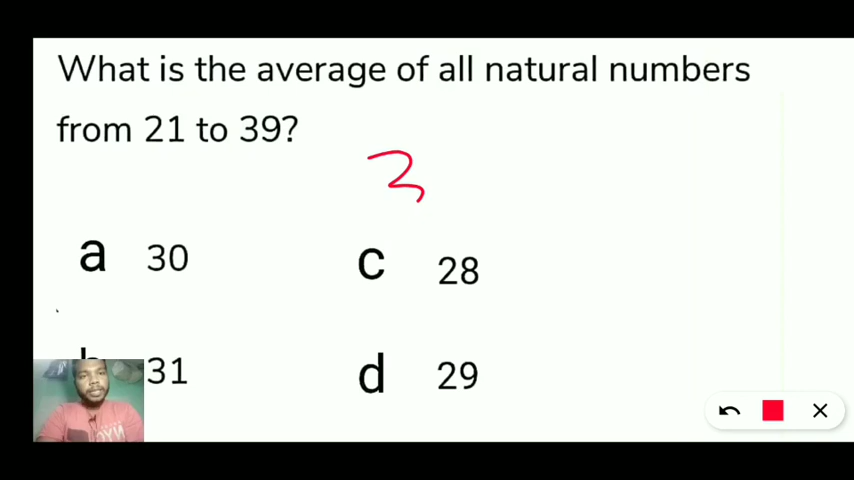 What is the average of all natural numbers
from 21 to 39?
3
a 30 c 28
31 d 29